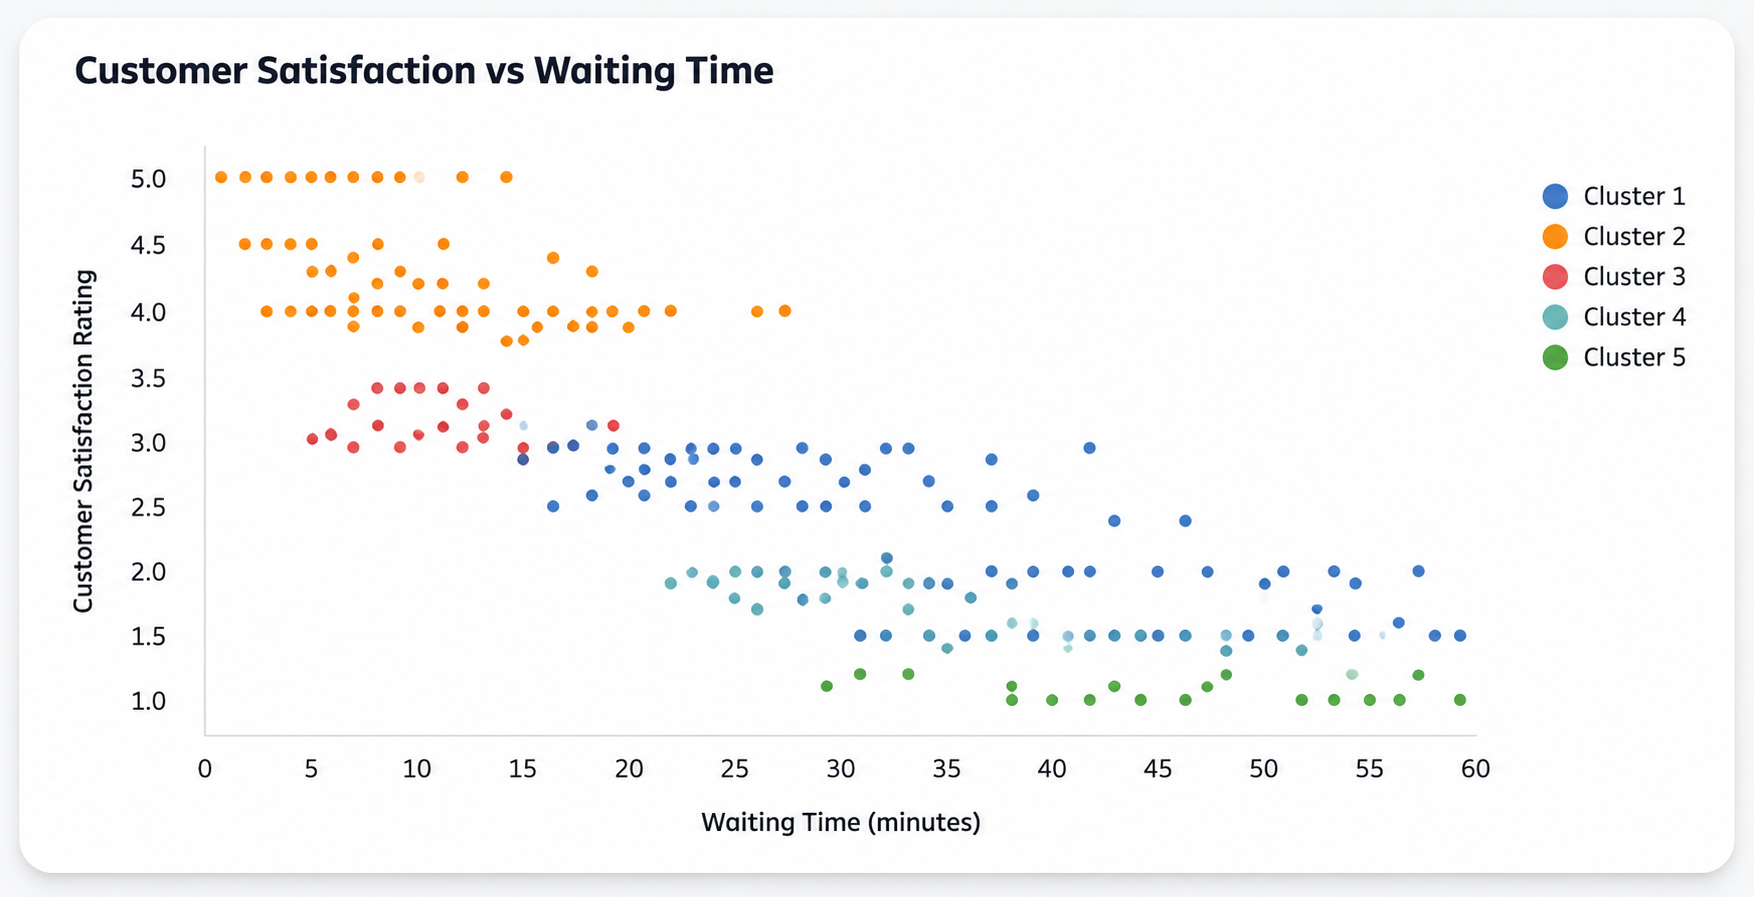 Customer Satisfaction vs Waiting Time
Customer Satisfaction Rating
5.0
4.5
4.0
3.5
3.0
2.5
2.0
1.5
1.0
0 5 10 15 20 25 30 35 40 45 50 55 60
Waiting Time (minutes)
Cluster 1
Cluster 2
Cluster 3
Cluster 4
Cluster 5